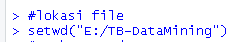 > #lokasi file
> setwd("E:/TB-DataMining")